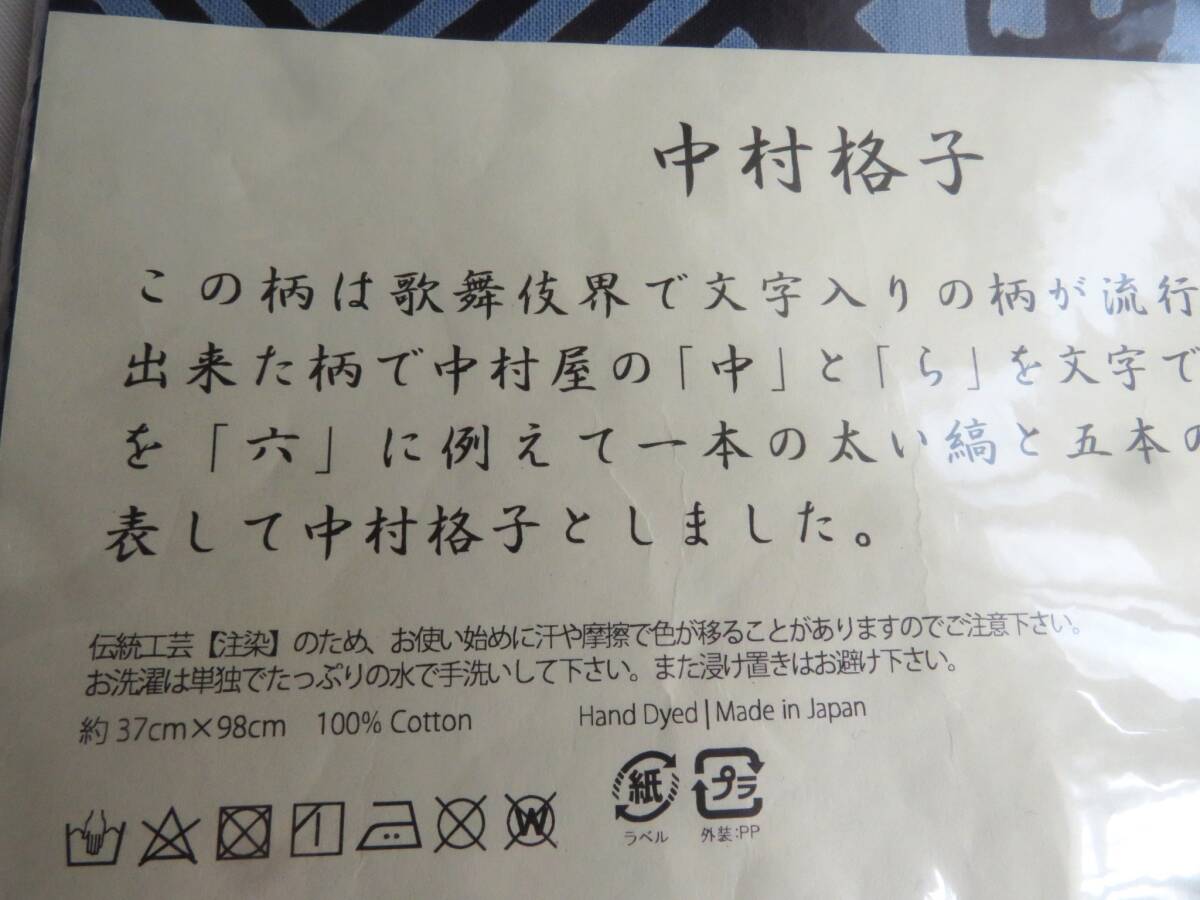 中村格子
この柄は歌舞伎界で文字入りの柄が流行
出来た柄で中村屋の「中」と「ら」を文字で
を「六」に例えて一本の太い縞と五本の
表して中村格子としました。
伝統工芸【注染】のため、お使い始めに汗や摩擦で色が移ることがありますのでご注意下さい。
お洗濯は単独でたっぷりの水で手洗いして下さい。また浸け置きはお避け下さい。
約 37cm×98cm 100% Cotton Hand Dyed | Made in Japan
紙 プラ
ラベル 外装:PP
W